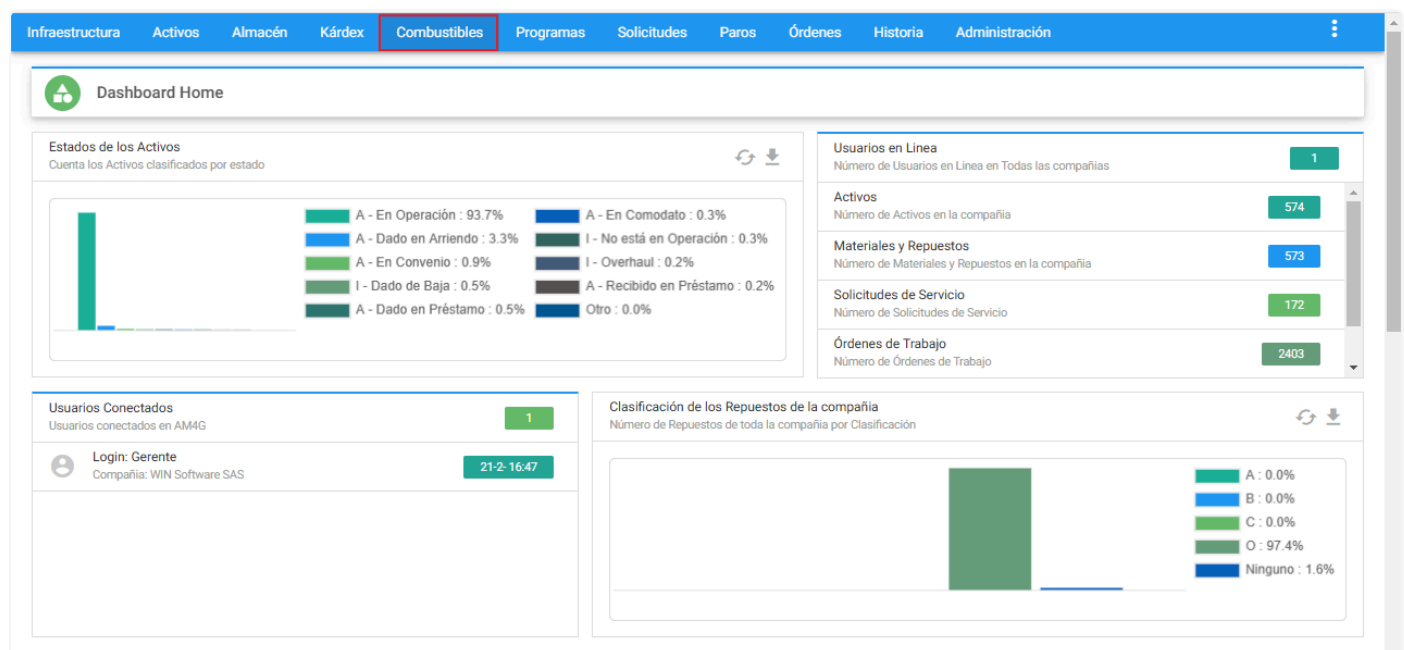 Infraestructura Activos Almacén Kárdex Combustibles Programas Solicitudes Paros Órdenes Historia Administración
Dashboard Home
Estados de los Activos
Cuenta los Activos clasificados por estado
A - En Operación : 93.7%
A - Dado en Arriendo : 3.3%
A - En Convenio : 0.9%
I - Dado de Baja : 0.5%
A - Dado en Préstamo : 0.5%
A - En Comodato : 0.3%
I - No está en Operación : 0.3%
I - Overhaul : 0.2%
A - Recibido en Préstamo : 0.2%
Otro : 0.0%
Usuarios en Linea
Número de Usuarios en Linea en Todas las compañias
1
Activos
Número de Activos en la compañia
574
Materiales y Repuestos
Número de Materiales y Repuestos en la compañia
573
Solicitudes de Servicio
Número de Solicitudes de Servicio
172
Órdenes de Trabajo
Número de Órdenes de Trabajo
2403
Usuarios Conectados
Usuarios conectados en AM4G
1
Login: Gerente
Compañia: WIN Software SAS
21-2- 16:47
Clasificación de los Repuestos de la compañia
Número de Repuestos de toda la compañia por Clasificación
A : 0.0%
B : 0.0%
C : 0.0%
O : 97.4%
Ninguno : 1.6%